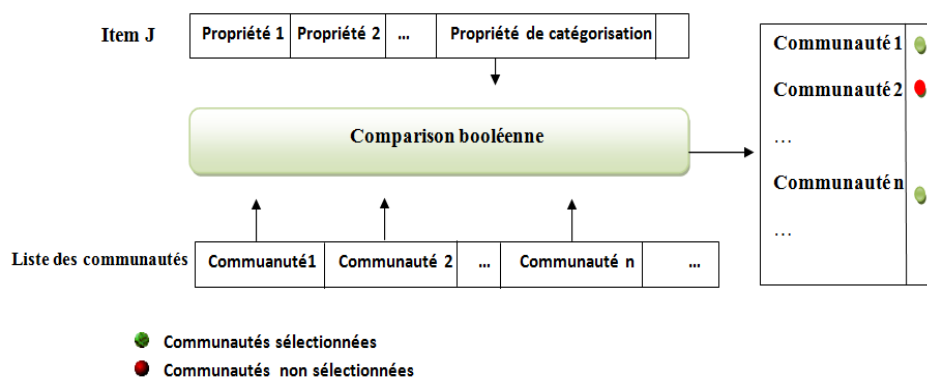 Item J
Propriété 1 Propriété 2 ... Propriété de catégorisation
Comparison booléenne
Communauté 1
Communauté 2
...
Communauté n
...
Liste des communautés
Commuanuté1 Communauté 2 ... Communauté n ...
Communautés sélectionnées
Communautés non sélectionnées